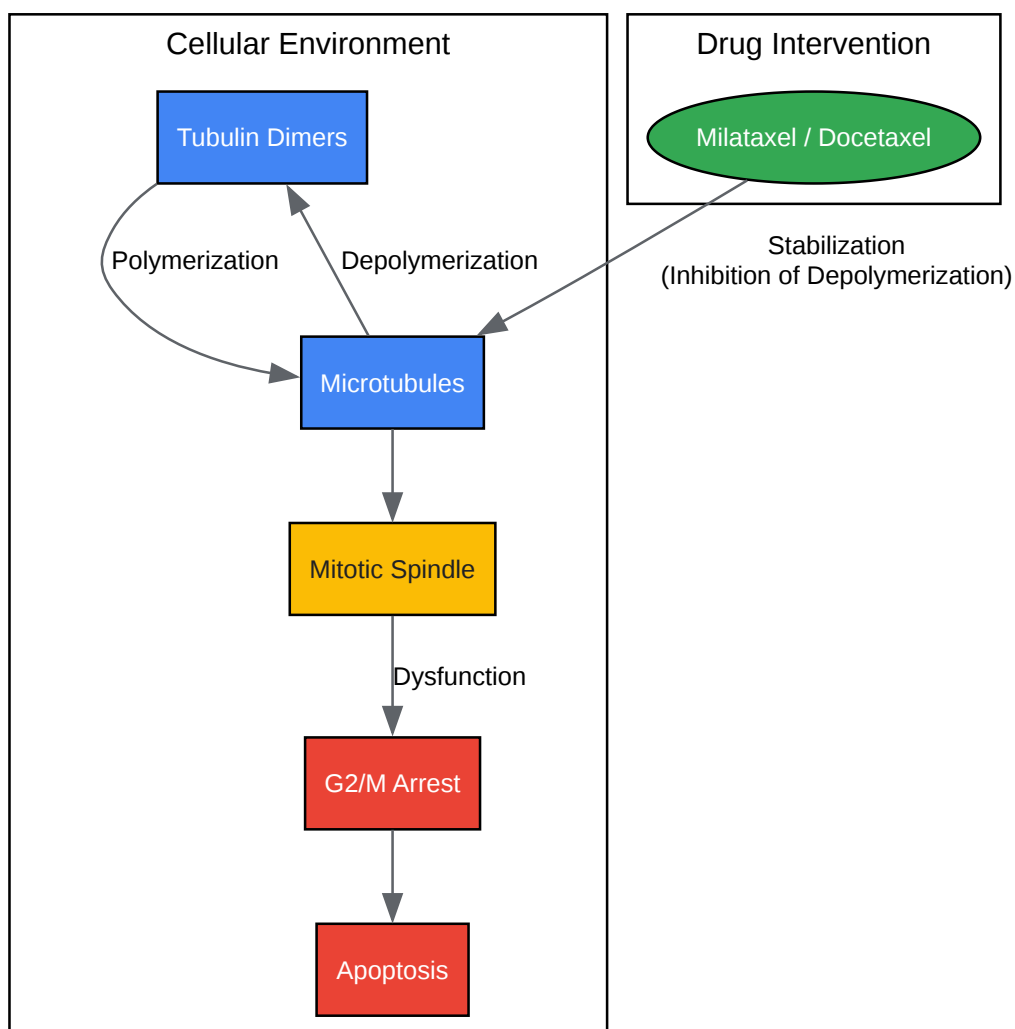 Cellular Environment
Drug Intervention
Tubulin Dimers
Milataxel / Docetaxel
Polymerization
Depolymerization
Stabilization
(Inhibition of Depolymerization)
Microtubules
Mitotic Spindle
Dysfunction
G2/M Arrest
Apoptosis